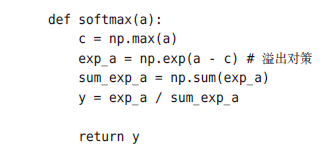 def softmax(a):
    c = np.max(a)
    exp_a = np.exp(a - c) # 溢出对策
    sum_exp_a = np.sum(exp_a)
    y = exp_a / sum_exp_a

    return y